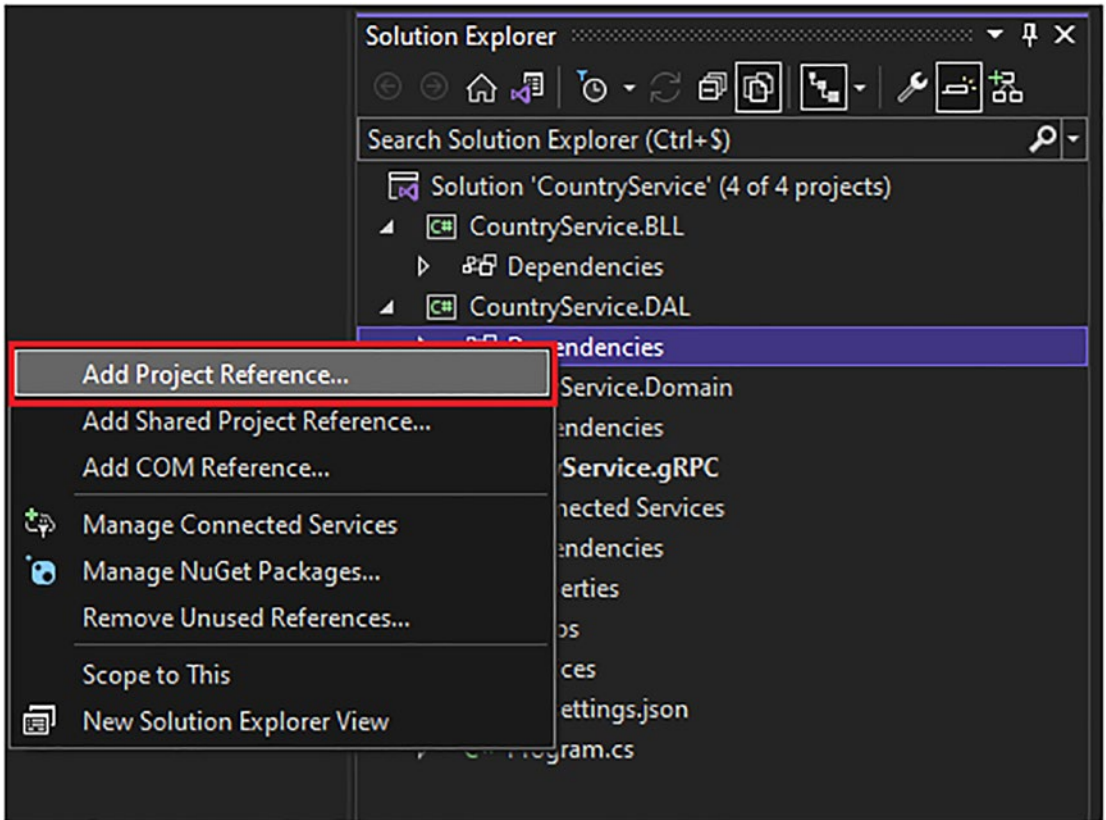 Solution Explorer
Search Solution Explorer (Ctrl+$)
Solution 'CountryService' (4 of 4 projects)
C# CountryService.BLL
Dependencies
C# CountryService.DAL
endencies
Service.Domain
endencies
Service.gRPC
nected Services
endencies
erties
os
ces
ettings.json
gram.cs
Add Project Reference...
Add Shared Project Reference...
Add COM Reference...
Manage Connected Services
Manage NuGet Packages...
Remove Unused References...
Scope to This
New Solution Explorer View